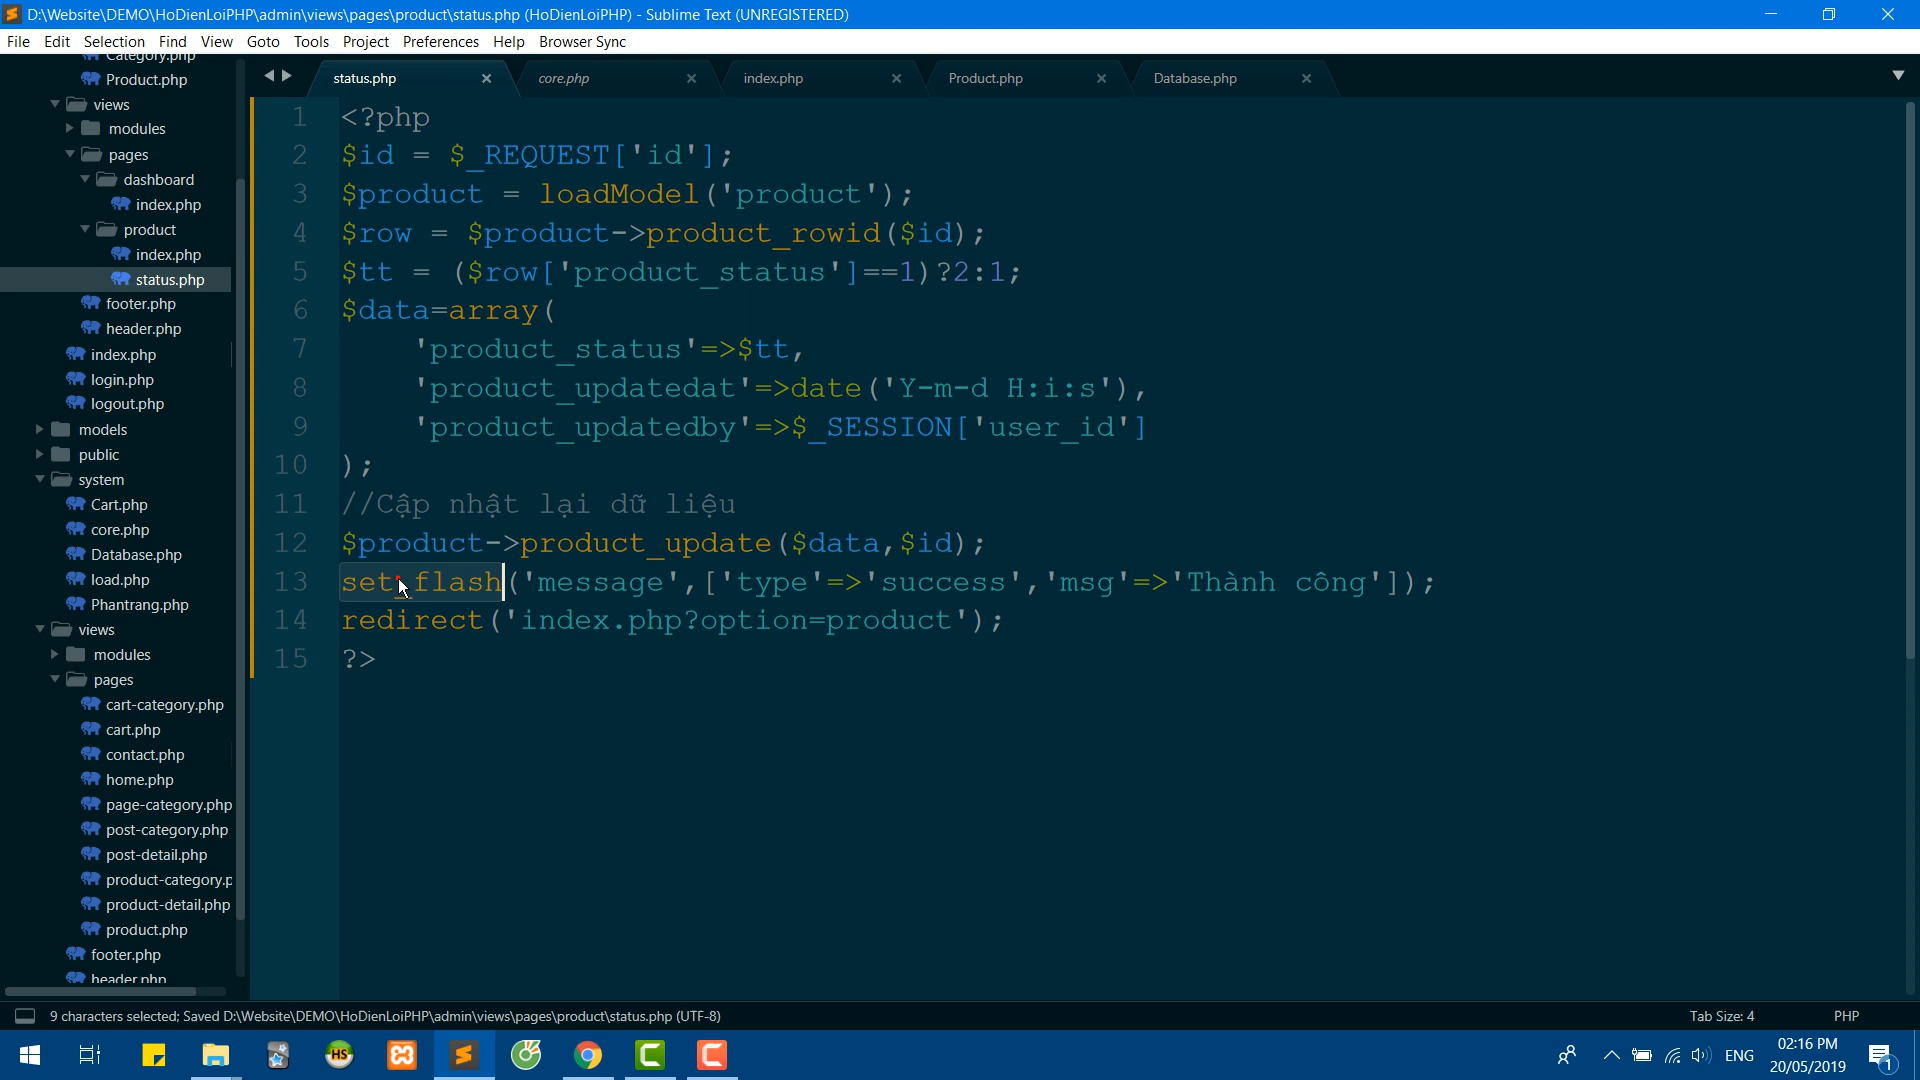 D:\Website\DEMO\HoDienLoiPHP\admin\views\pages\product\status.php (HoDienLoiPHP) - Sublime Text (UNREGISTERED)
File Edit Selection Find View Goto Tools Project Preferences Help Browser Sync
Category.php
Product.php
views
modules
pages
dashboard
index.php
product
index.php
status.php
footer.php
header.php
index.php
login.php
logout.php
models
public
system
Cart.php
core.php
Database.php
load.php
Phantrang.php
views
modules
pages
cart-category.php
cart.php
contact.php
home.php
page-category.php
post-category.php
post-detail.php
product-category.p
product-detail.php
product.php
footer.php
header.php
status.php core.php index.php Product.php Database.php
1 <?php
2 $id = $_REQUEST['id'];
3 $product = loadModel('product');
4 $row = $product->product_rowid($id);
5 $tt = ($row['product_status']==1)?2:1;
6 $data=array(
7 'product_status'=>$tt,
8 'product_updatedat'=>date('Y-m-d H:i:s'),
9 'product_updatedby'=>$_SESSION['user_id']
10 );
11 //Cập nhật lại dữ liệu
12 $product->product_update($data,$id);
13 set_flash('message',['type'=>'success','msg'=>'Thành công']);
14 redirect('index.php?option=product');
15 ?>
9 characters selected; Saved D:\Website\DEMO\HoDienLoiPHP\admin\views\pages\product\status.php (UTF-8)
Tab Size: 4 PHP
HS
ENG
02:16 PM
20/05/2019
1